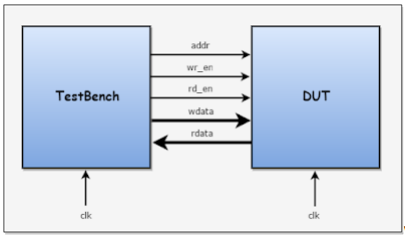 addr
wr_en
rd_en
TestBench
DUT
wdata
rdata
clk
clk